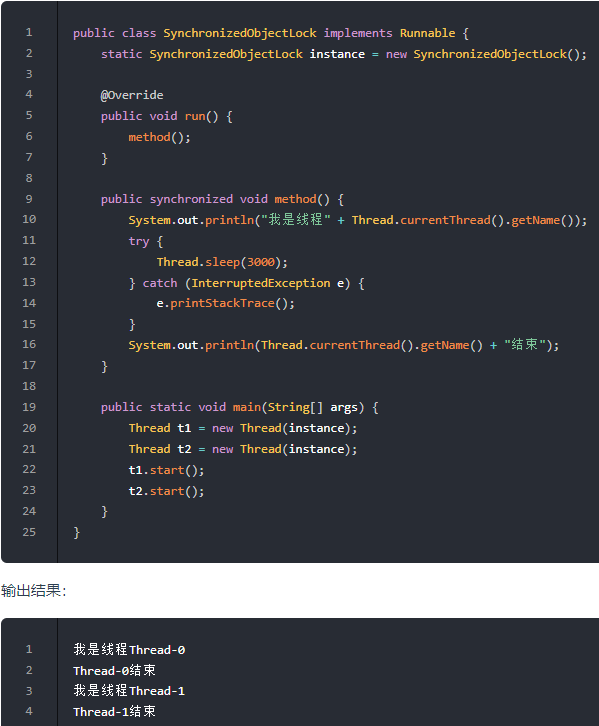 1 public class SynchronizedObjectLock implements Runnable {
2     static SynchronizedObjectLock instance = new SynchronizedObjectLock();
3
4     @Override
5     public void run() {
6         method();
7     }
8
9     public synchronized void method() {
10         System.out.println("我是线程" + Thread.currentThread().getName());
11         try {
12             Thread.sleep(3000);
13         } catch (InterruptedException e) {
14             e.printStackTrace();
15         }
16         System.out.println(Thread.currentThread().getName() + "结束");
17     }
18
19     public static void main(String[] args) {
20         Thread t1 = new Thread(instance);
21         Thread t2 = new Thread(instance);
22         t1.start();
23         t2.start();
24     }
25 }
输出结果：
1 我是线程Thread-0
2 Thread-0结束
3 我是线程Thread-1
4 Thread-1结束